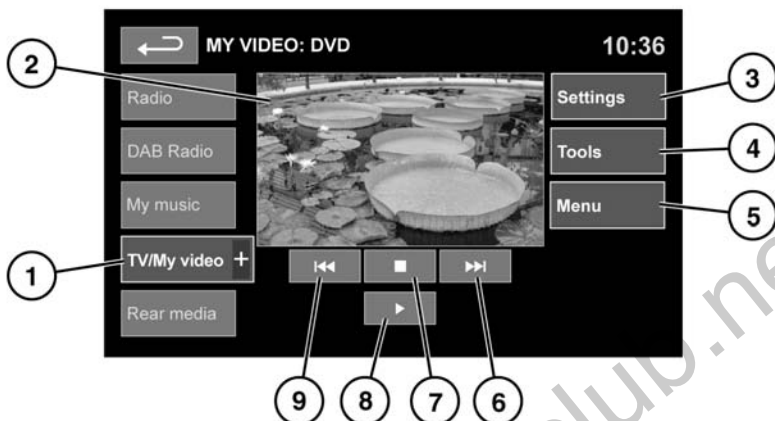 MY VIDEO: DVD
10:36
2
3
Radio
Settings
DAB Radio
Tools
4
My music
Menu
5
1
TV/My video +
Rear media
9
8
7
6